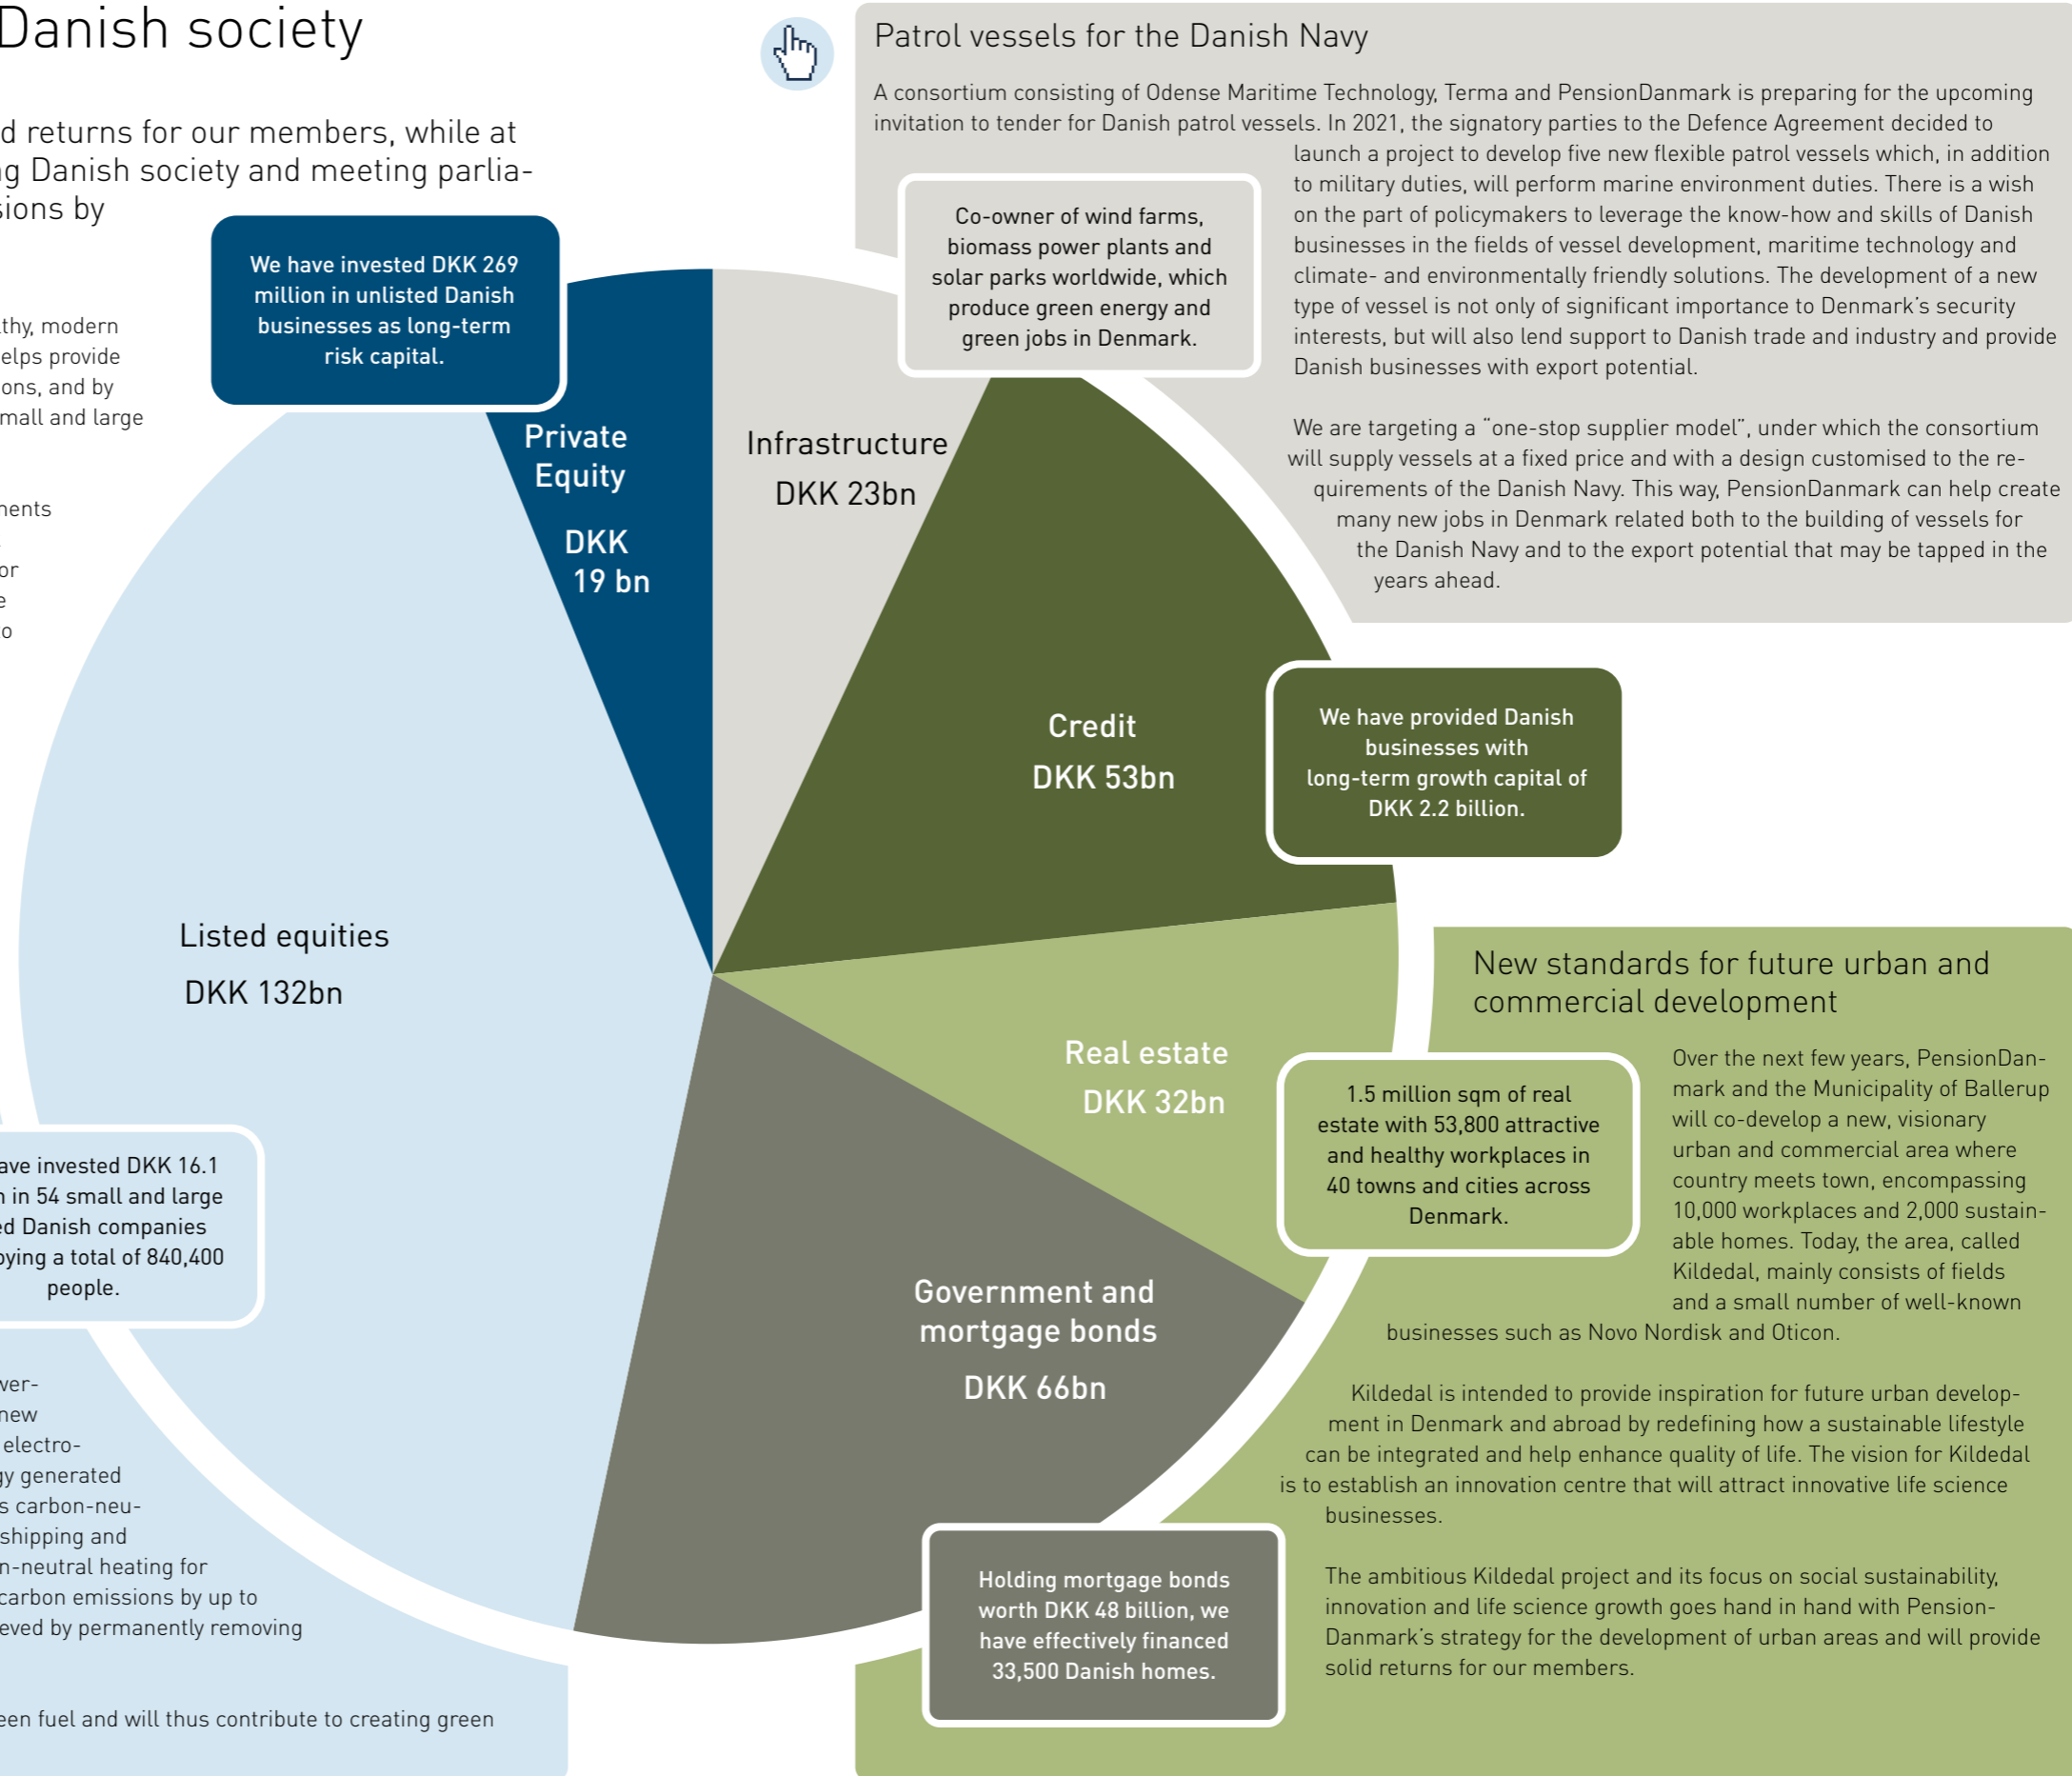 Danish society
returns for our members, while at
Danish society and meeting parlia-
by
modern
provide
and by
and large
We have invested DKK 269
million in unlisted Danish
businesses as long-term
risk capital.
Private
Equity
DKK
19 bn
Infrastructure
DKK 23bn
Co-owner of wind farms,
biomass power plants and
solar parks worldwide, which
produce green energy and
green jobs in Denmark.
Patrol vessels for the Danish Navy
A consortium consisting of Odense Maritime Technology, Terma and PensionDanmark is preparing for the upcoming
invitation to tender for Danish patrol vessels. In 2021, the signatory parties to the Defence Agreement decided to
launch a project to develop five new flexible patrol vessels which, in addition
to military duties, will perform marine environment duties. There is a wish
on the part of policymakers to leverage the know-how and skills of Danish
businesses in the fields of vessel development, maritime technology and
climate- and environmentally friendly solutions. The development of a new
type of vessel is not only of significant importance to Denmark's security
interests, but will also lend support to Danish trade and industry and provide
Danish businesses with export potential.
We are targeting a "one-stop supplier model", under which the consortium
will supply vessels at a fixed price and with a design customised to the re-
quirements of the Danish Navy. This way, PensionDanmark can help create
many new jobs in Denmark related both to the building of vessels for
the Danish Navy and to the export potential that may be tapped in the
years ahead.
Credit
DKK 53bn
We have provided Danish
businesses with
long-term growth capital of
DKK 2.2 billion.
Listed equities
DKK 132bn
Real estate
DKK 32bn
1.5 million sqm of real
estate with 53,800 attractive
and healthy workplaces in
40 towns and cities across
Denmark.
New standards for future urban and
commercial development
Over the next few years, PensionDan-
mark and the Municipality of Ballerup
will co-develop a new, visionary
urban and commercial area where
country meets town, encompassing
10,000 workplaces and 2,000 sustain-
able homes. Today, the area, called
Kildedal, mainly consists of fields
and a small number of well-known
businesses such as Novo Nordisk and Oticon.
Kildedal is intended to provide inspiration for future urban develop-
ment in Denmark and abroad by redefining how a sustainable lifestyle
can be integrated and help enhance quality of life. The vision for Kildedal
is to establish an innovation centre that will attract innovative life science
businesses.
The ambitious Kildedal project and its focus on social sustainability,
innovation and life science growth goes hand in hand with Pension-
Danmark's strategy for the development of urban areas and will provide
solid returns for our members.
invested DKK 16.1
in 54 small and large
Danish companies
a total of 840,400
people.
Government and
mortgage bonds
DKK 66bn
Holding mortgage bonds
worth DKK 48 billion, we
have effectively financed
33,500 Danish homes.
new
electro-
generated
carbon-neu-
shipping and
heating for
carbon emissions by up to
by permanently removing
fuel and will thus contribute to creating green